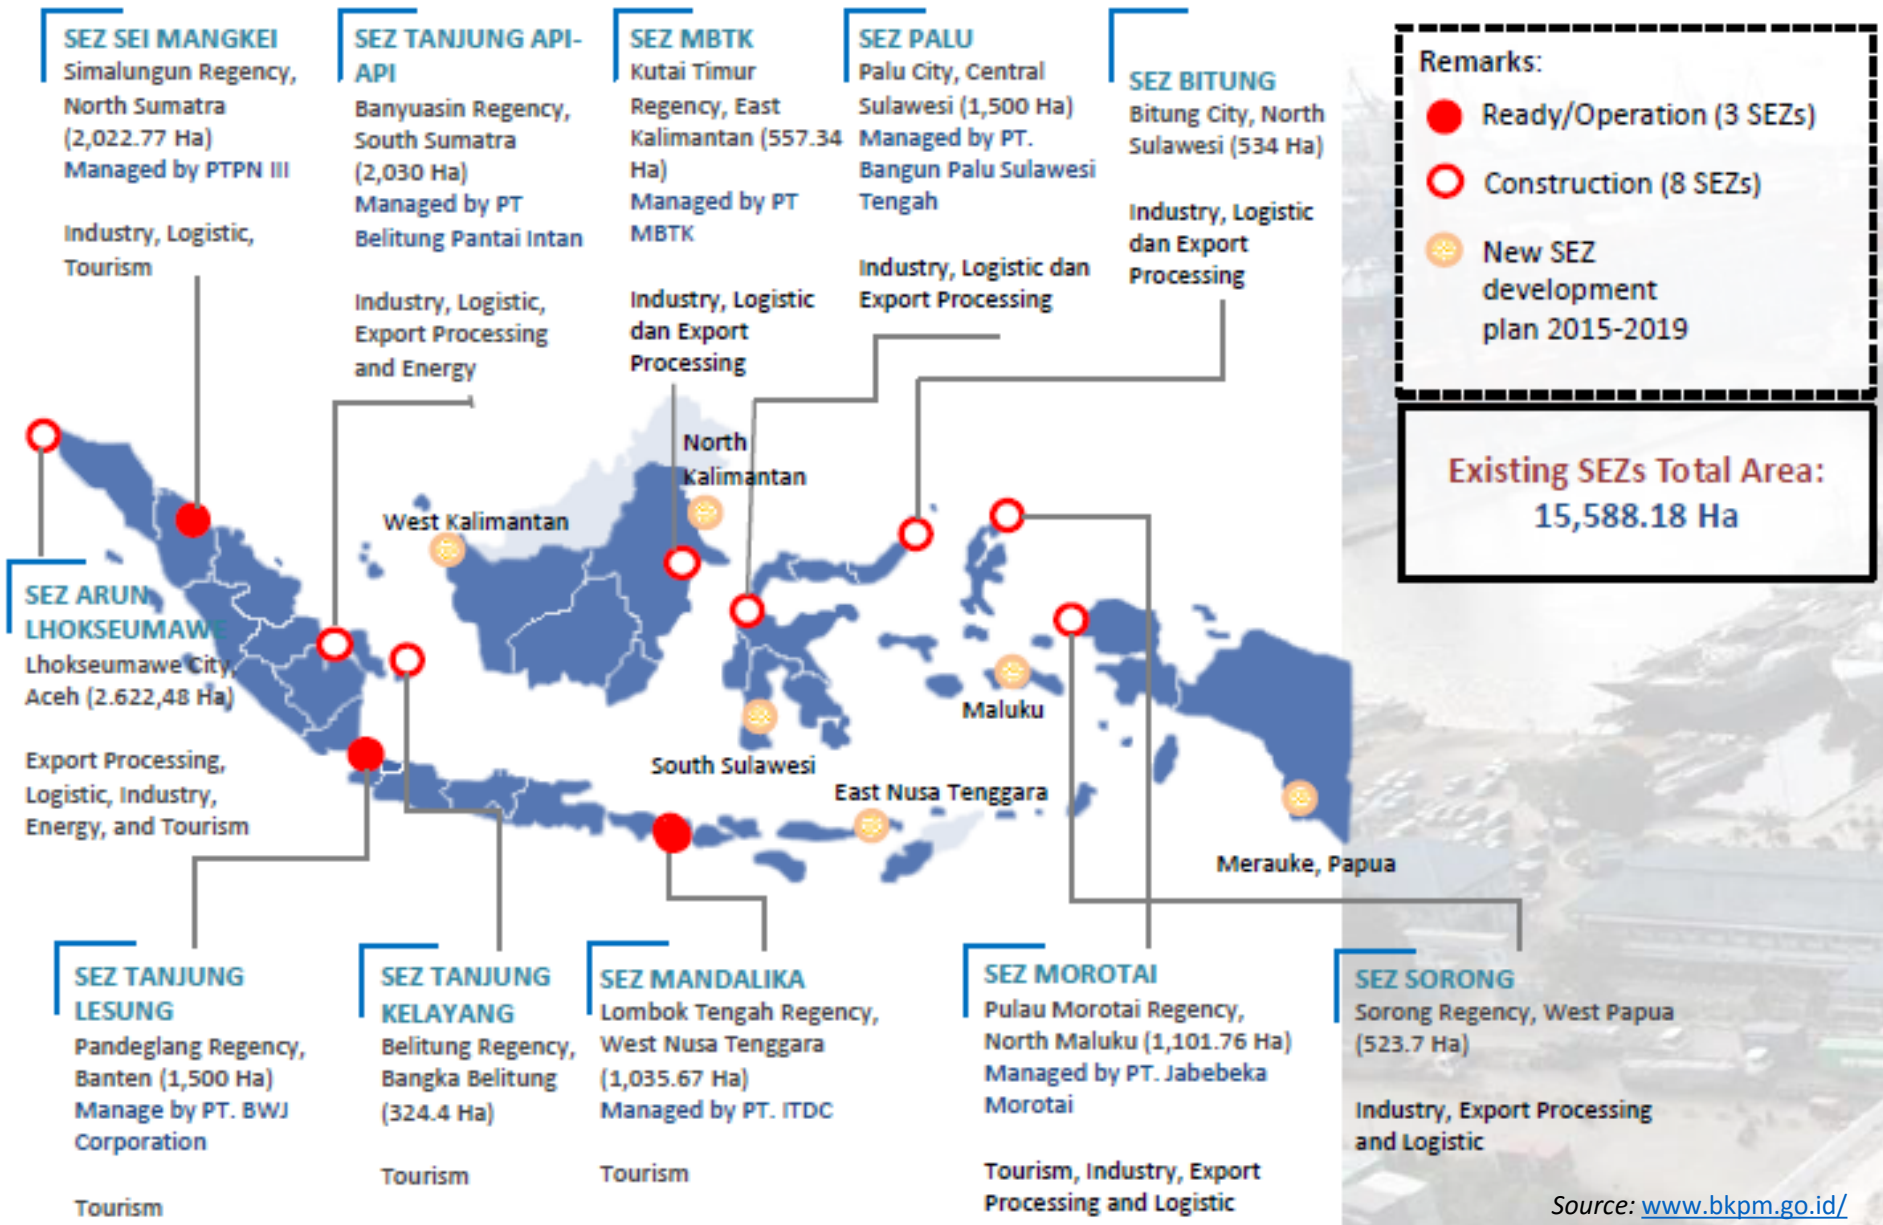 SEZ SEI MANGKEI
Simalungun Regency,
North Sumatra
(2,022.77 Ha)
Managed by PTPN III
Industry, Logistic,
Tourism
SEZ TANJUNG API-
API
Banyuasin Regency,
South Sumatra
(2,030 Ha)
Managed by PT
Belitung Pantai Intan
Industry, Logistic,
Export Processing
and Energy
SEZ MBTK
Kutai Timur
Regency, East
Kalimantan (557.34
Ha)
Managed by PT
MBTK
Industry, Logistic
dan Export
Processing
SEZ PALU
Palu City, Central
Sulawesi (1,500 Ha)
Managed by PT.
Bangun Palu Sulawesi
Tengah
Industry, Logistic dan
Export Processing
SEZ BITUNG
Bitung City, North
Sulawesi (534 Ha)
Industry, Logistic
dan Export
Processing
Remarks:
Ready/Operation (3 SEZs)
Construction (8 SEZs)
New SEZ
development
plan 2015-2019
Existing SEZs Total Area:
15,588.18 Ha
North
Kalimantan
West Kalimantan
Maluku
South Sulawesi
East Nusa Tenggara
Merauke, Papua
SEZ ARUN
LHOKSEUMAWE
Lhokseumawe City,
Aceh (2.622,48 Ha)
Export Processing,
Logistic, Industry,
Energy, and Tourism
SEZ TANJUNG
LESUNG
Pandeglang Regency,
Banten (1,500 Ha)
Manage by PT. BWJ
Corporation
Tourism
SEZ TANJUNG
KELAYANG
Belitung Regency,
Bangka Belitung
(324.4 Ha)
Tourism
SEZ MANDALIKA
Lombok Tengah Regency,
West Nusa Tenggara
(1,035.67 Ha)
Managed by PT. ITDC
Tourism
SEZ MOROTAI
Pulau Morotai Regency,
North Maluku (1,101.76 Ha)
Managed by PT. Jabebeka
Morotai
Tourism, Industry, Export
Processing and Logistic
SEZ SORONG
Sorong Regency, West Papua
(523.7 Ha)
Industry, Export Processing
and Logistic
Source: www.bkpm.go.id/